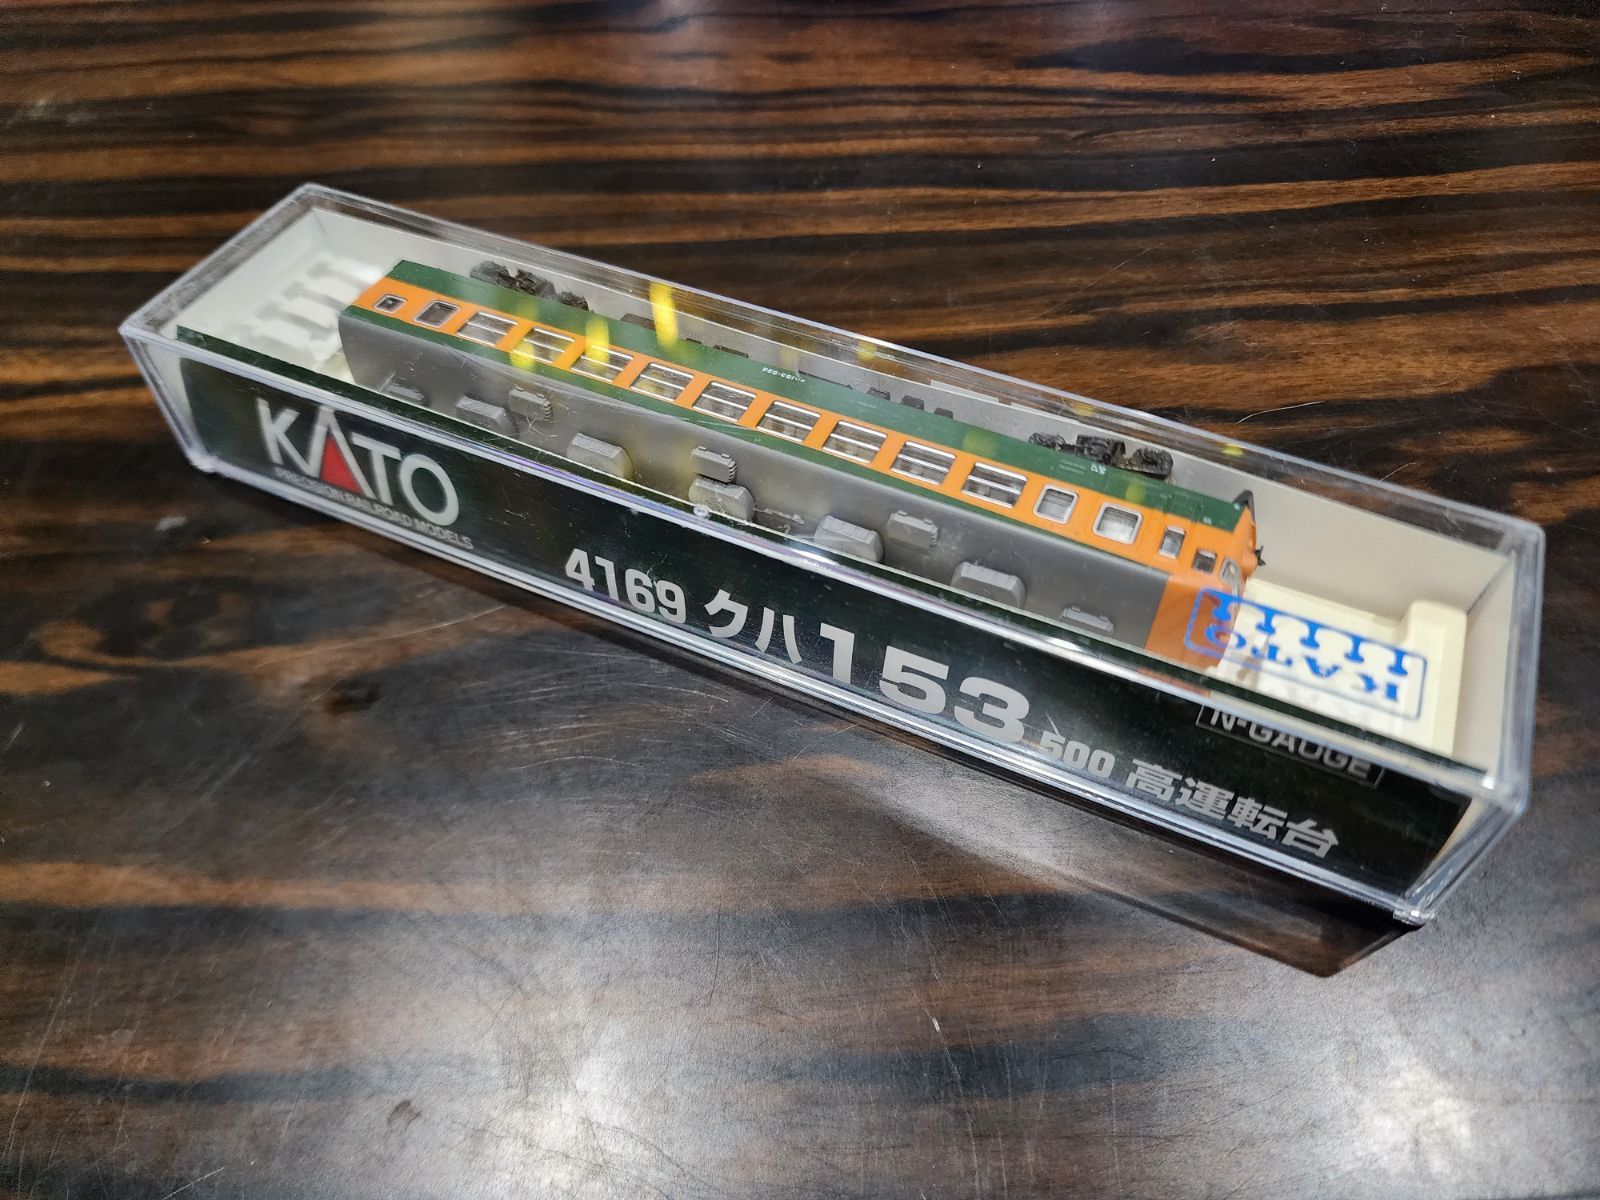 KATO
PRECISION RAILROAD MODELS
4169 クハ153 500 高運転台
N-GAUGE
KATO